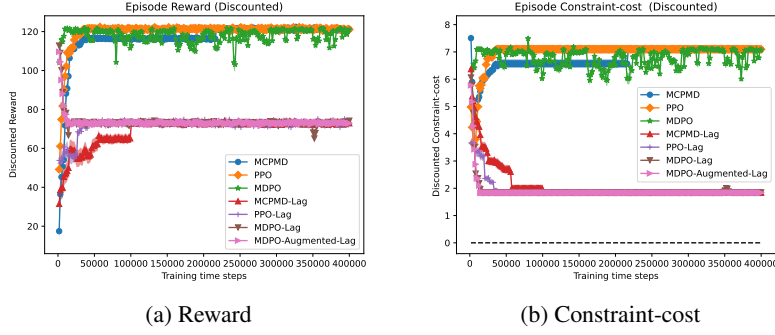 Episode Reward (Discounted)
Discounted Reward
120
100
80
60
40
20
MCPMD
PPO
MDPO
MCPMD-Lag
PPO-Lag
MDPO-Lag
MDPO-Augmented-Lag
0 50000 100000 150000 200000 250000 300000 350000 400000
Training time steps
(a) Reward
Episode Constraint-cost (Discounted)
Discounted Constraint-cost
8
7
6
5
4
3
2
1
0
MCPMD
PPO
MDPO
MCPMD-Lag
PPO-Lag
MDPO-Lag
MDPO-Augmented-Lag
0 50000 100000 150000 200000 250000 300000 350000 400000
Training time steps
(b) Constraint-cost